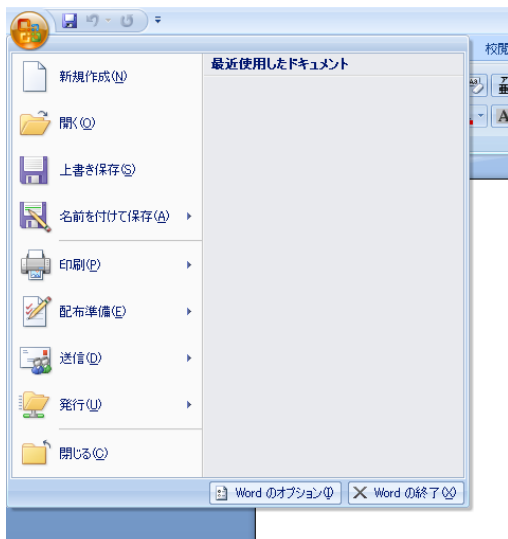 校閲
最近使用したドキュメント
新規作成(N)
開く(O)
上書き保存(S)
名前を付けて保存(A)
印刷(P)
配布準備(E)
送信(D)
発行(U)
閉じる(C)
Word のオプション(I)
Word の終了(X)